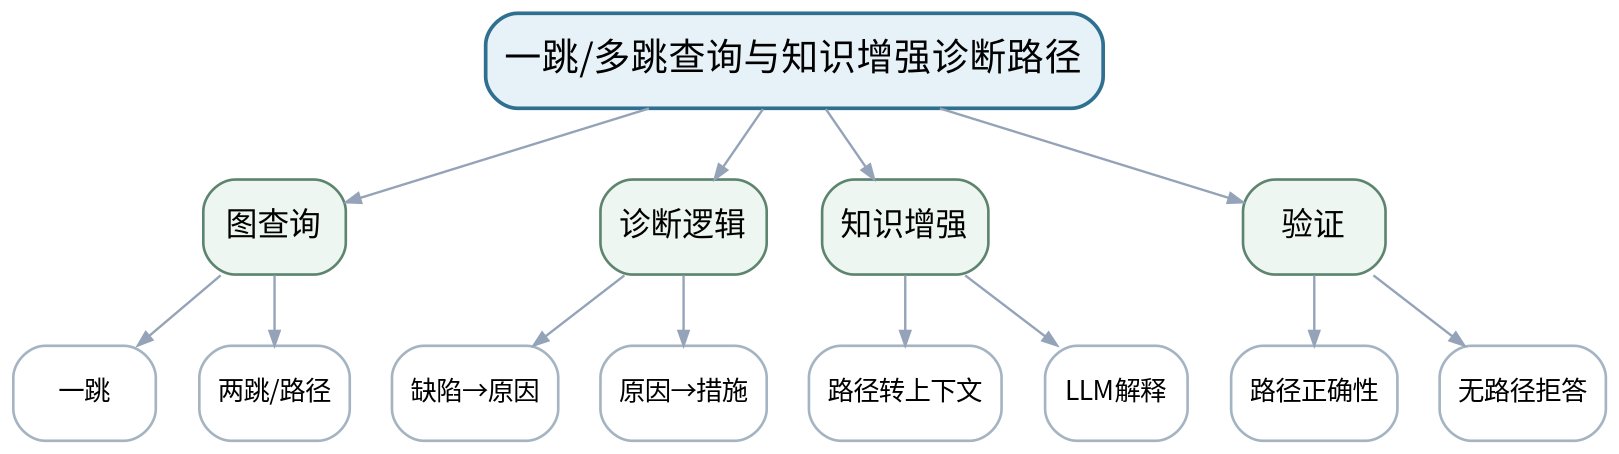 一跳/多跳查询与知识增强诊断路径
图查询
诊断逻辑
知识增强
验证
一跳
两跳/路径
缺陷→原因
原因→措施
路径转上下文
LLM解释
路径正确性
无路径拒答